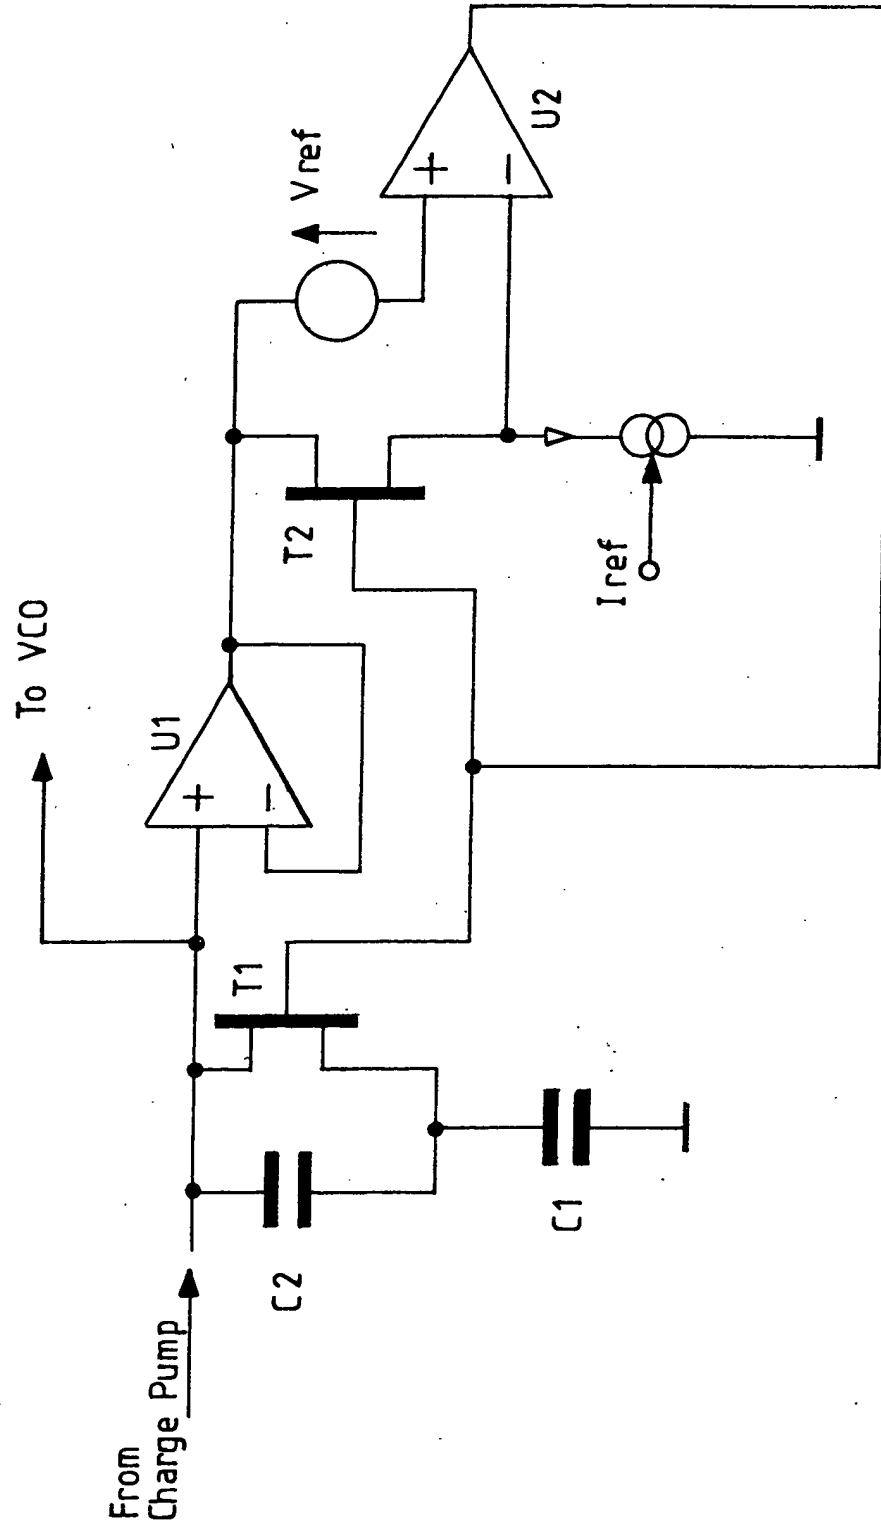 To VCO
From
Charge Pump
C2
C1
T1
U1
+
-
T2
Iref
Vref
+
-
U2